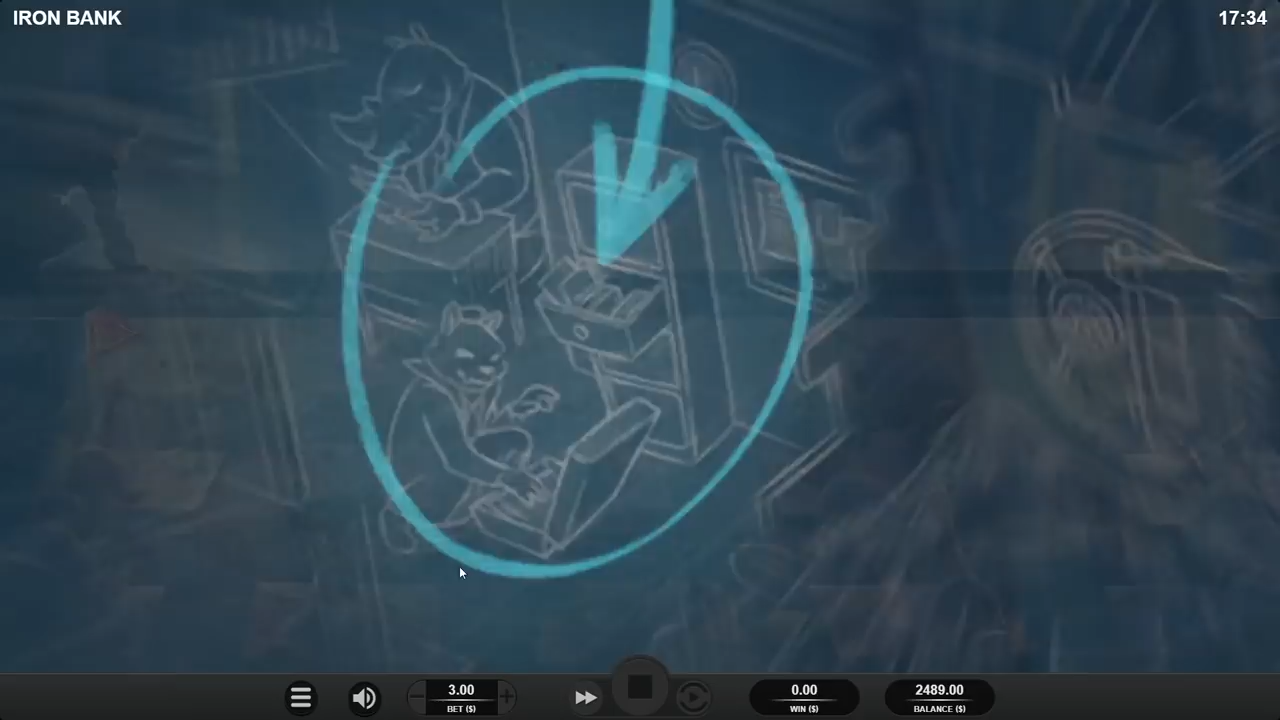 IRON BANK
17:34
3.00
BET ($)
0.00
WIN ($)
2489.00
BALANCE ($)